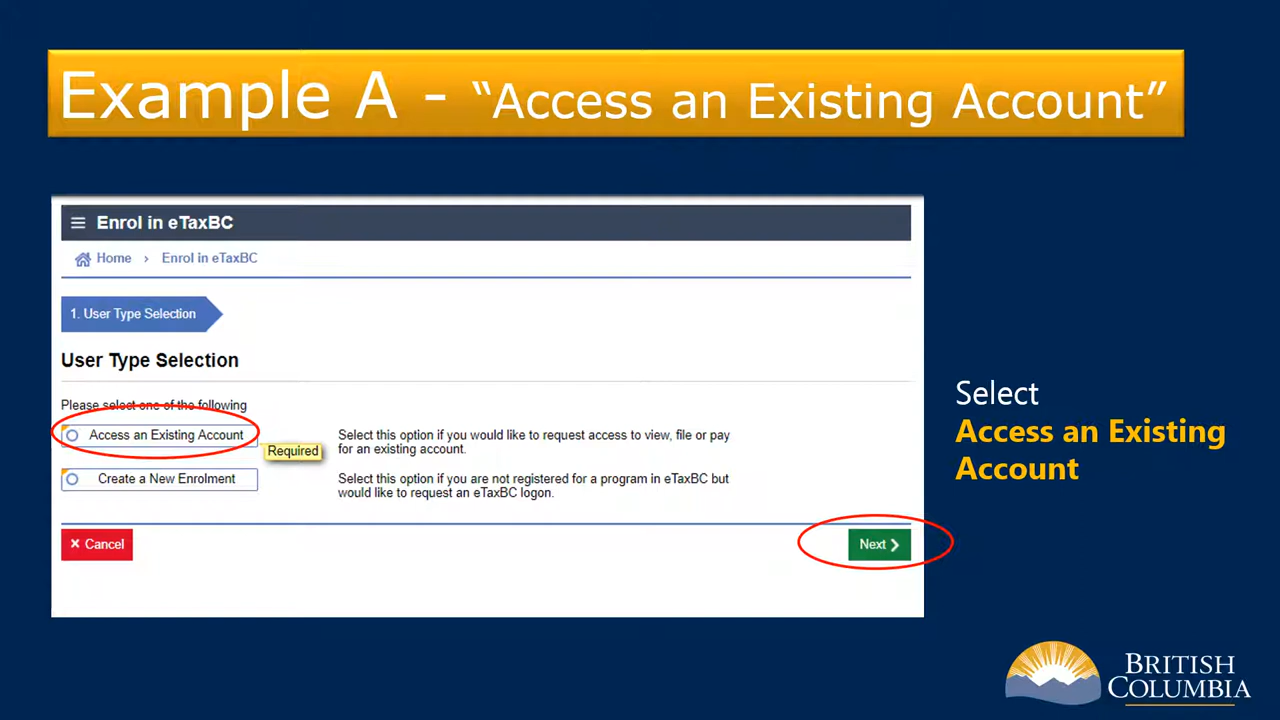 Example A - “Access an Existing Account”
Enrol in eTaxBC
Home › Enrol in eTaxBC
1. User Type Selection
User Type Selection
Please select one of the following
Access an Existing Account
Required
Select this option if you would like to request access to view, file or pay
for an existing account.
Create a New Enrolment
Select this option if you are not registered for a program in eTaxBC but
would like to request an eTaxBC logon.
Cancel
Next
Select
Access an Existing
Account
BRITISH
COLUMBIA